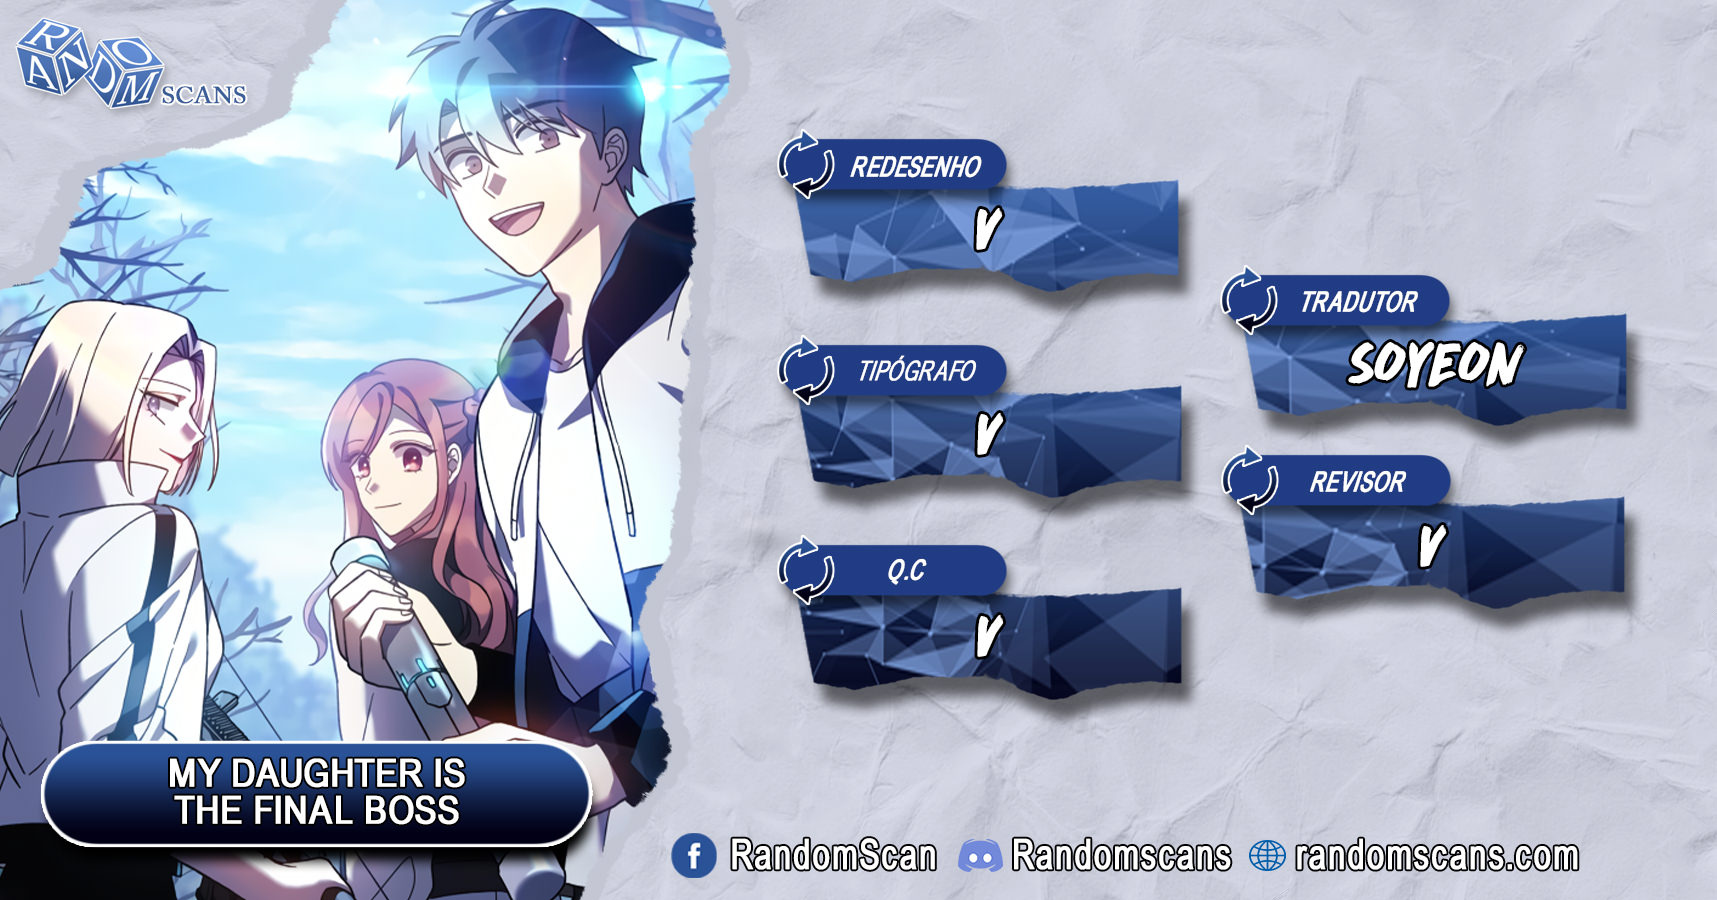 RANDOM SCANS
REDESENHO
V
TIPÓGRAFO
V
Q.C
V
TRADUTOR
SOYEON
REVISOR
V
MY DAUGHTER IS
THE FINAL BOSS
RandomScan
Randomscans
randomscans.com